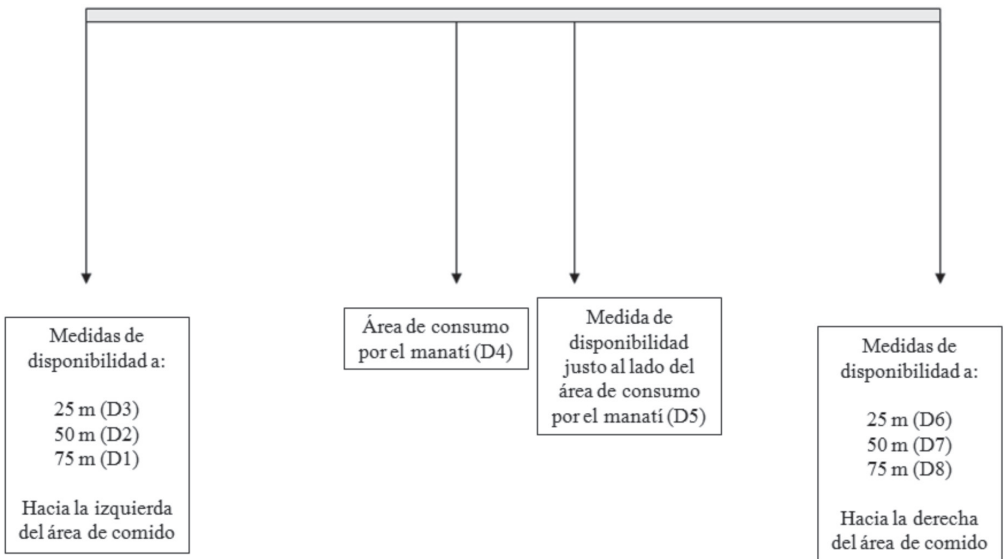 Medidas de
disponibilidad a:
25 m (D3)
50 m (D2)
75 m (D1)
Hacia la izquierda
del área de comido
Área de consumo
por el manatí (D4)
Medida de
disponibilidad
justo al lado del
área de consumo
por el manatí (D5)
Medidas de
disponibilidad a:
25 m (D6)
50 m (D7)
75 m (D8)
Hacia la derecha
del área de comido